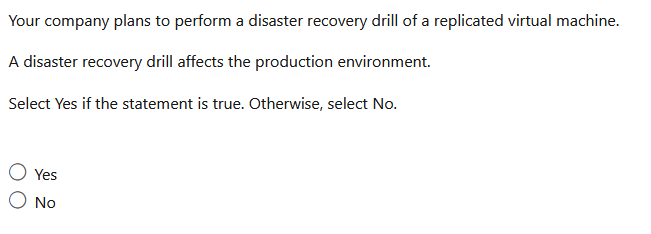 Your company plans to perform a disaster recovery drill of a replicated virtual machine.
A disaster recovery drill affects the production environment.
Select Yes if the statement is true. Otherwise, select No.
Yes
No